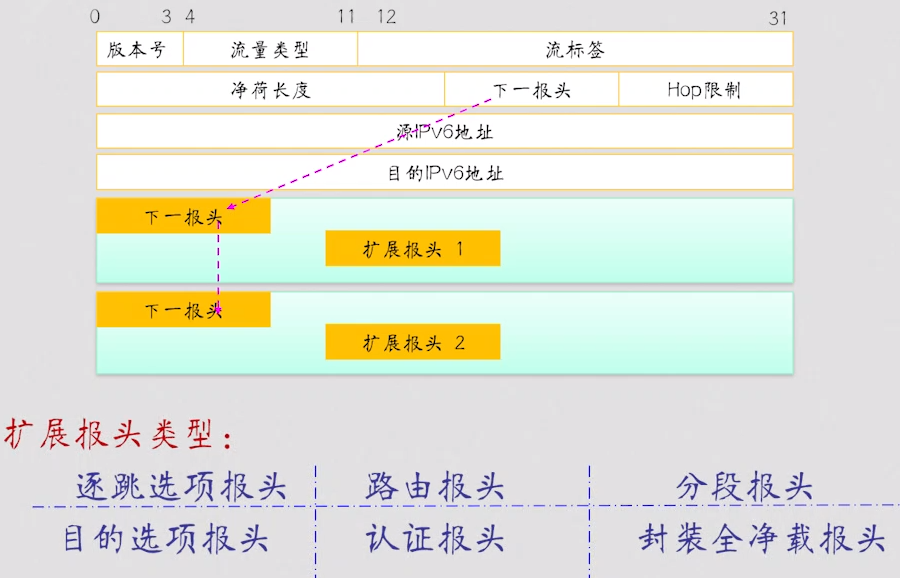 0 3 4 11 12 31
版本号 流量类型 流标签
净荷长度 下一报头 Hop限制
源IPv6地址
目的IPv6地址
下一报头
扩展报头 1
下一报头
扩展报头 2
扩展报头类型：
逐跳选项报头 路由报头 分段报头
目的选项报头 认证报头 封装全净载报头